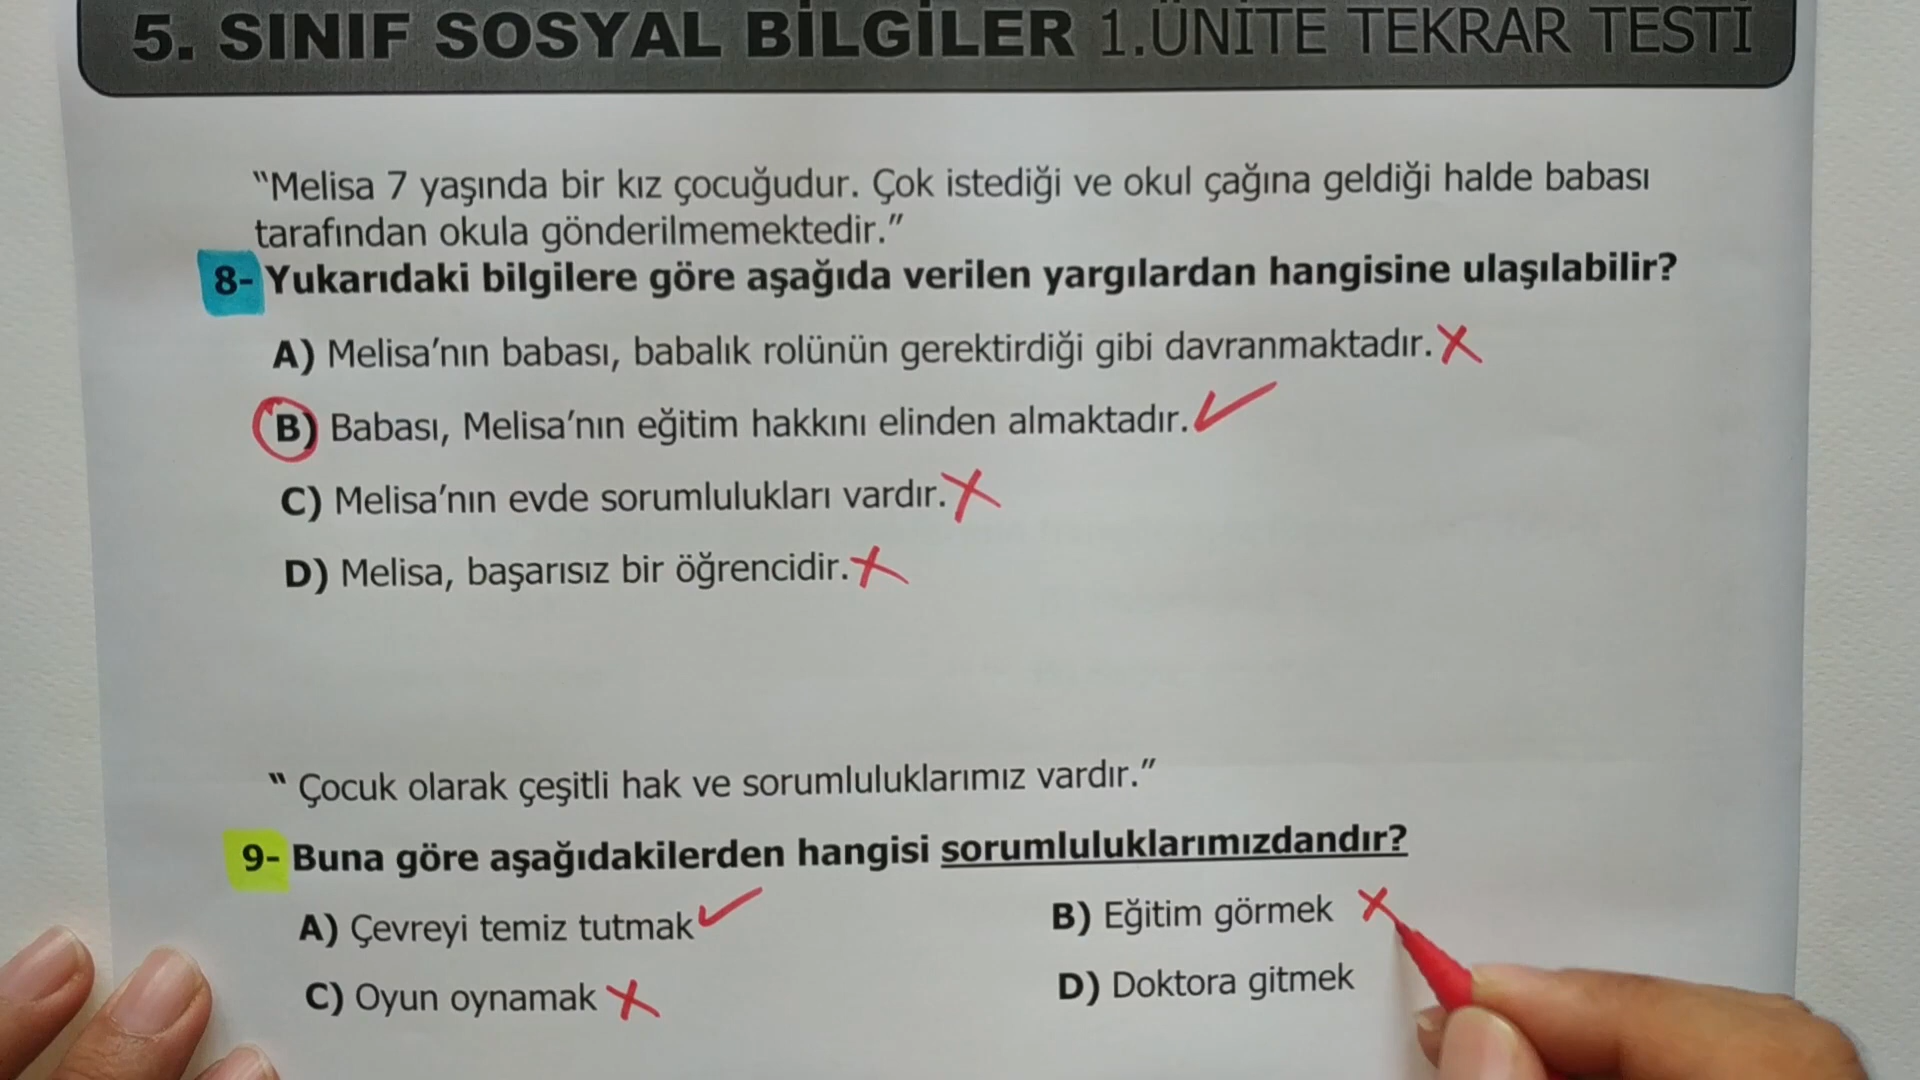 5. SINIF SOSYAL BİLGİLER 1.ÜNİTE TEKRAR TESTİ
"Melisa 7 yaşında bir kız çocuğudur. Çok istediği ve okul çağına geldiği halde babası
tarafından okula gönderilmemektedir."
8- Yukarıdaki bilgilere göre aşağıda verilen yargılardan hangisine ulaşılabilir?
A) Melisa'nın babası, babalık rolünün gerektirdiği gibi davranmaktadır.
B) Babası, Melisa'nın eğitim hakkını elinden almaktadır.
C) Melisa'nın evde sorumlulukları vardır.
D) Melisa, başarısız bir öğrencidir.
" Çocuk olarak çeşitli hak ve sorumluluklarımız vardır."
9- Buna göre aşağıdakilerden hangisi sorumluluklarımızdandır?
A) Çevreyi temiz tutmak
B) Eğitim görmek
C) Oyun oynamak
D) Doktora gitmek